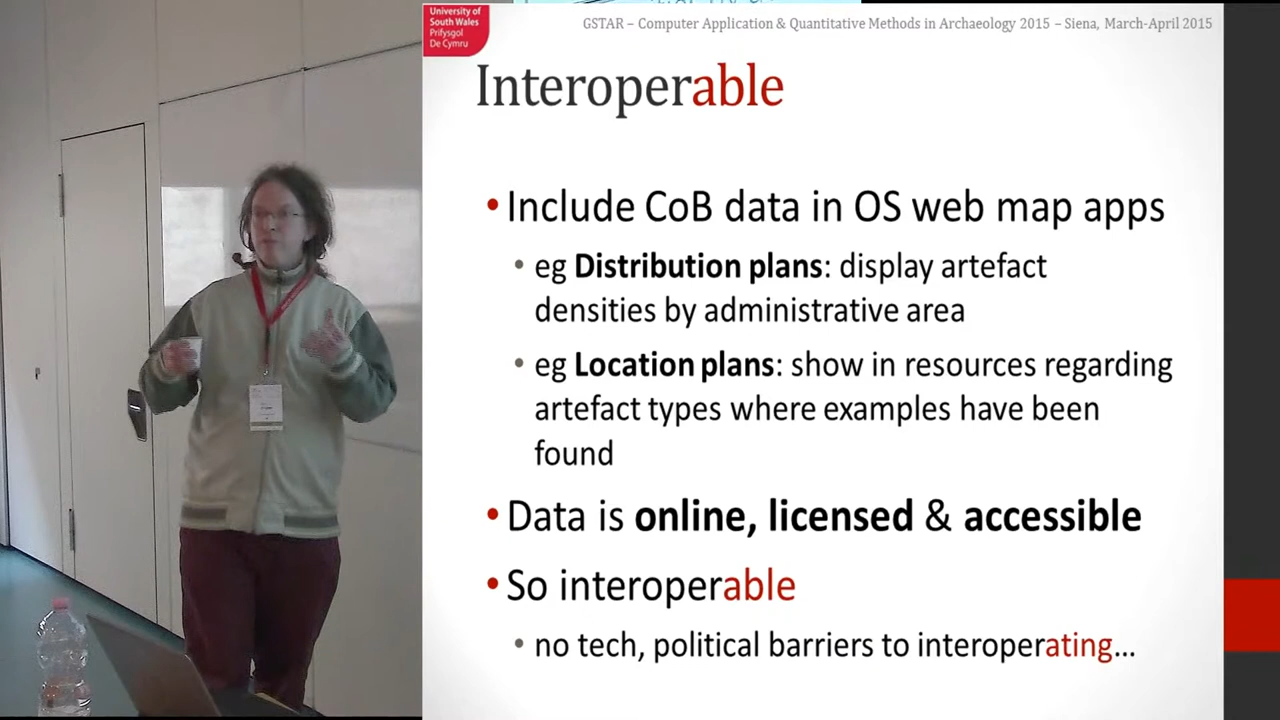 University of
South Wales
Prifysgol
De Cymru
GSTAR – Computer Application & Quantitative Methods in Archaeology 2015 – Siena, March-April 2015
Interoperable
•Include CoB data in OS web map apps
• eg Distribution plans: display artefact
densities by administrative area
• eg Location plans: show in resources regarding
artefact types where examples have been
found
•Data is online, licensed & accessible
•So interoperable
• no tech, political barriers to interoperating...